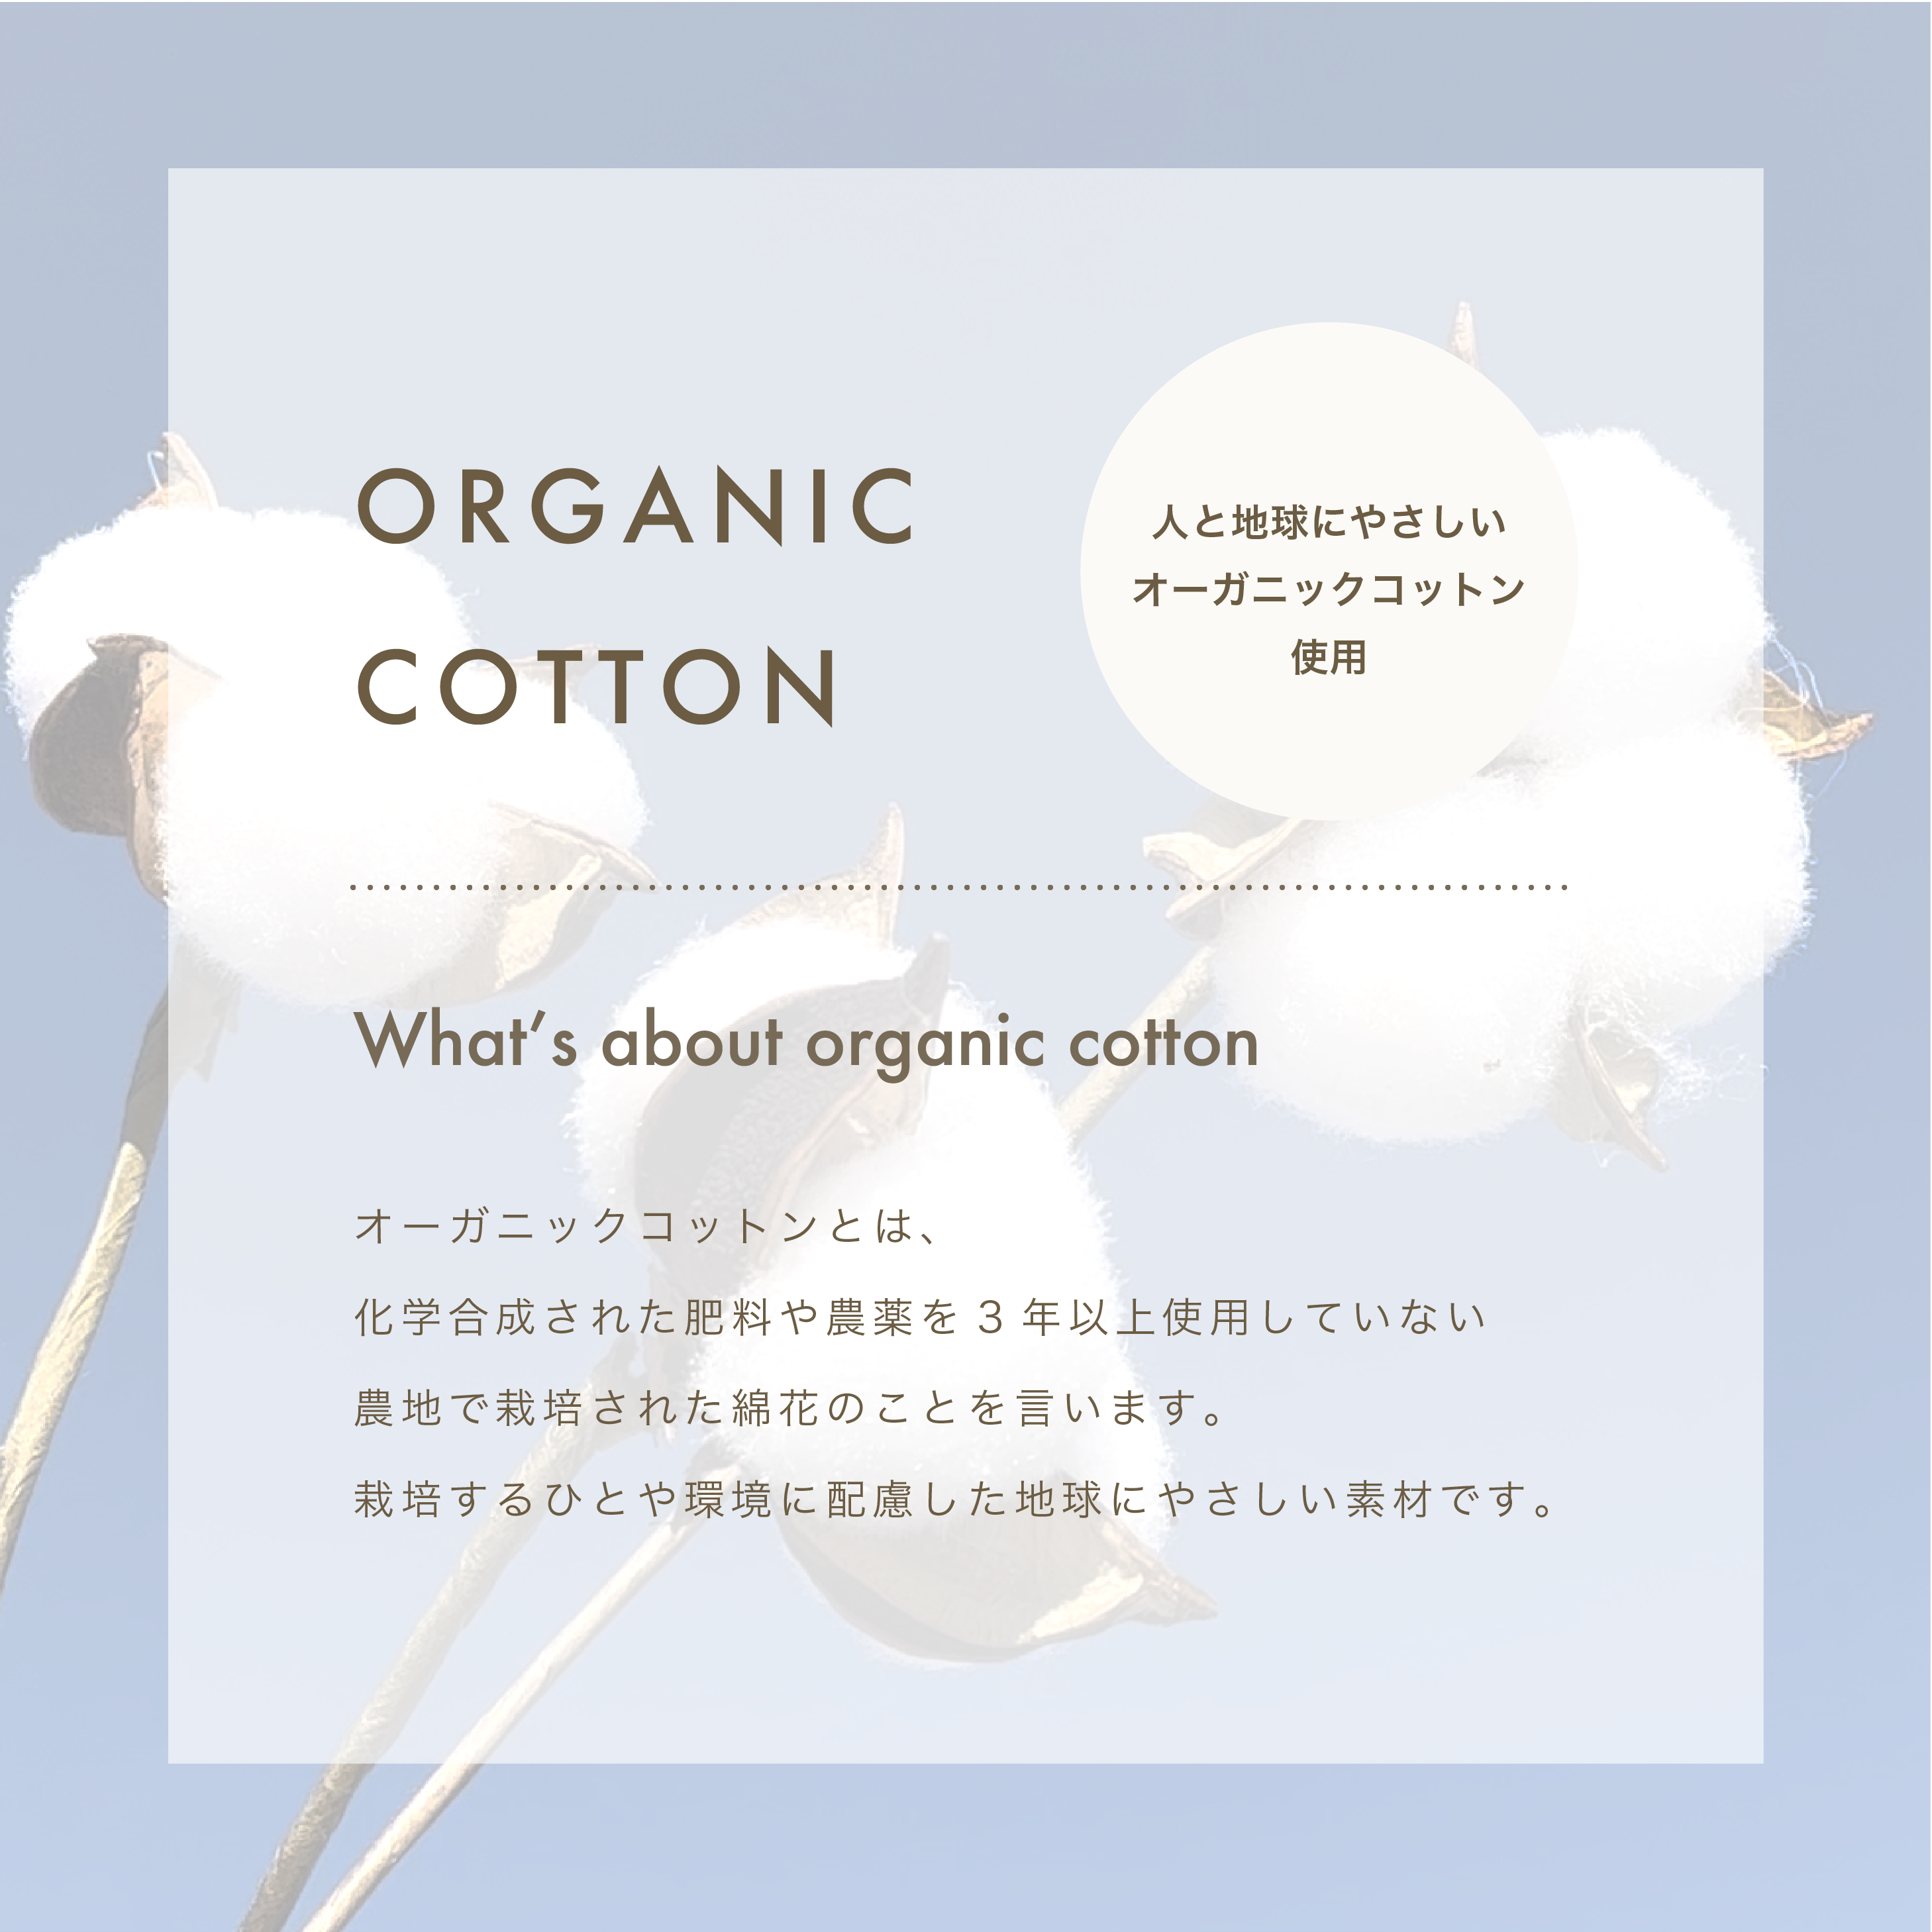 ORGANIC
COTTON
人と地球にやさしい
オーガニックコットン
使用
What’s about organic cotton
オーガニックコットンとは、
化学合成された肥料や農薬を3年以上使用していない
農地で栽培された綿花のことを言います。
栽培するひとや環境に配慮した地球にやさしい素材です。